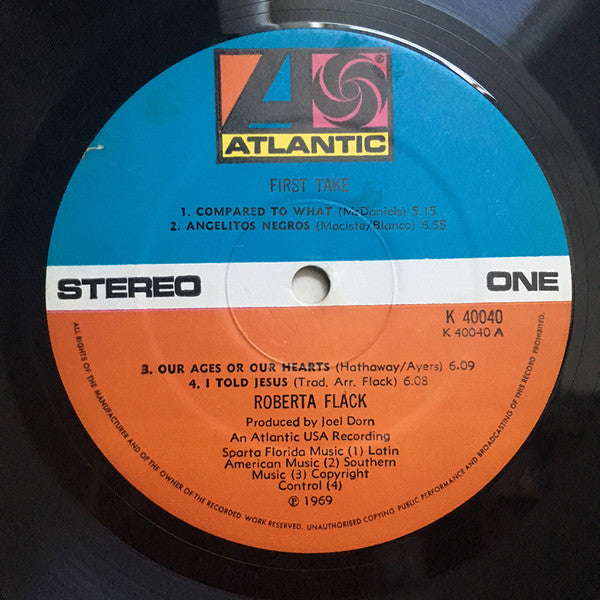 ATLANTIC
®
FIRST TAKE
1. COMPARED TO WHAT (McDaniels) 5.15
2. ANGELITOS NEGROS (Maciste/Blanco) 6.55
STEREO
ONE
K 40040
K 40040 A
3. OUR AGES OR OUR HEARTS (Hathaway/Ayers) 6.09
4. I TOLD JESUS (Trad. Arr. Flack) 6.08
ROBERTA FLACK
Produced by Joel Dorn
An Atlantic USA Recording
Sparta Florida Music (1) Latin
American Music (2) Southern
Music (3) Copyright
Control (4)
℗ 1969
ALL RIGHTS OF THE MANUFACTURER AND OF THE OWNER OF THE RECORDED WORK RESERVED. UNAUTHORISED COPYING PUBLIC PERFORMANCE AND BROADCASTING OF THIS RECORD PROHIBITED.